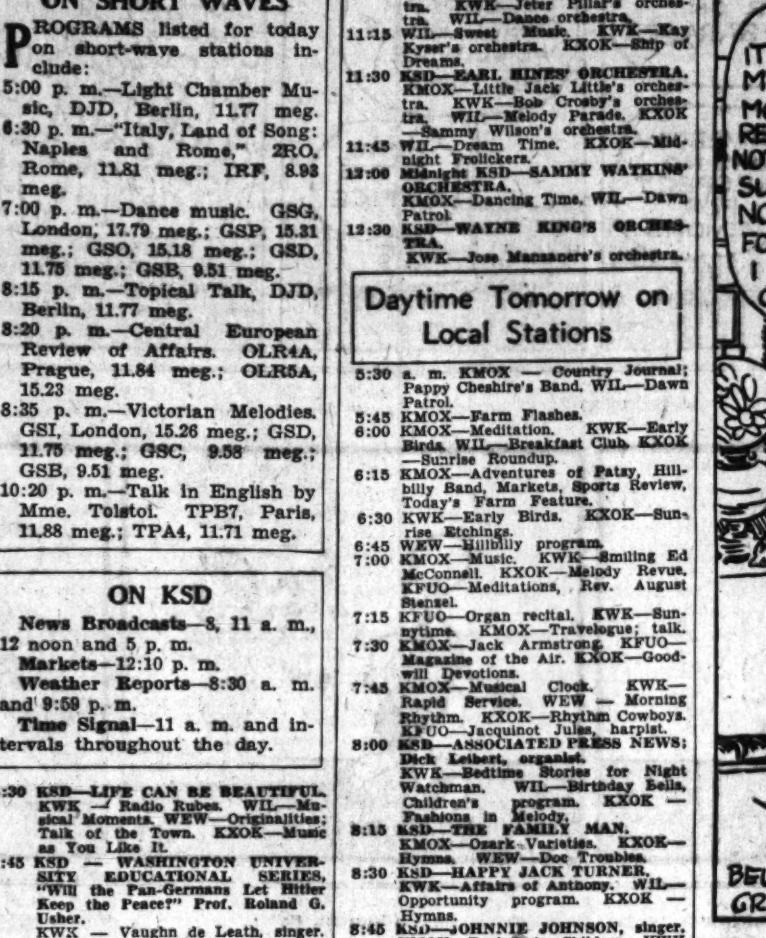 ON SHORT WAVES
PROGRAMS listed for today
on short-wave stations in-
clude:
5:00 p. m.—Light Chamber Mu-
sic, DJD, Berlin, 11.77 meg.
6:30 p. m.—"Italy, Land of Song:
Naples and Rome," 2RO,
Rome, 11.81 meg.; IRF, 8.93
meg.
7:00 p. m.—Dance music. GSG,
London, 17.79 meg.; GSP, 15.31
meg.; GSO, 15.18 meg.; GSD,
11.75 meg.; GSB, 9.51 meg.
8:15 p. m.—Topical Talk, DJD,
Berlin, 11.77 meg.
8:20 p. m.—Central European
Review of Affairs. OLR4A,
Prague, 11.84 meg.; OLR5A,
15.23 meg.
8:35 p. m.—Victorian Melodies.
GSI, London, 15.26 meg.; GSD,
11.75 meg.; GSC, 9.58 meg.;
GSB, 9.51 meg.
10:20 p. m.—Talk in English by
Mme. Tolstoi. TPB7, Paris,
11.88 meg.; TPA4, 11.71 meg.
ON KSD
News Broadcasts—8, 11 a. m.,
12 noon and 5 p. m.
Markets—12:10 p. m.
Weather Reports—8:30 a. m.
and 9:59 p. m.
Time Signal—11 a. m. and in-
tervals throughout the day.
:30 KSD—LIFE CAN BE BEAUTIFUL.
KWK — Radio Rubes. WIL—Mu-
sical Moments. WEW—Originalities;
Talk of the Town. KXOK—Music
as You Like It.
:45 KSD — WASHINGTON UNIVER-
SITY EDUCATIONAL SERIES,
"Will the Pan-Germans Let Hitler
Keep the Peace?" Prof. Roland G.
Usher.
KWK — Vaughn de Leath, singer.
tra. KWK—Jeter Pillar's orches-
tra. WIL—Dance orchestra.
11:15 WIL—Sweet Music. KWK—Kay
Kyser's orchestra. KXOK—Ship of
Dreams.
11:30 KSD—EARL HINES' ORCHESTRA.
KMOX—Little Jack Little's orches-
tra. KWK—Bob Crosby's orches-
tra. WIL—Melody Parade. KXOK
—Sammy Wilson's orchestra.
11:45 WIL—Dream Time. KXOK—Mid-
night Frolickers.
12:00 Midnight KSD—SAMMY WATKINS'
ORCHESTRA.
KMOX—Dancing Time. WIL—Dawn
Patrol
12:30 KSD—WAYNE KING'S ORCHES-
TRA.
KWK—Jose Manzanere's orchestra.
Daytime Tomorrow on
Local Stations
5:30 a. m. KMOX — Country Journal;
Pappy Cheshire's Band. WIL—Dawn
Patrol.
5:45 KMOX—Farm Flashes.
6:00 KMOX—Meditation. KWK—Early
Birds. WIL—Breakfast Club. KXOK
—Sunrise Roundup.
6:15 KMOX—Adventures of Patsy, Hill-
billy Band, Markets, Sports Review,
Today's Farm Feature.
6:30 KWK—Early Birds. KXOK—Sun-
rise Etchings.
6:45 WEW—Hillbilly program.
7:00 KMOX—Music. KWK—Smiling Ed
McConnell. KXOK—Melody Revue.
KFUO—Meditations, Rev. August
Stenzel.
7:15 KFUO—Organ recital. KWK—Sun-
nytime. KMOX—Travelogue; talk.
7:30 KMOX—Jack Armstrong. KFUO—
Magazine of the Air. KXOK—Good-
will Devotions.
7:45 KMOX—Musical Clock. KWK—
Rapid Service. WEW — Morning
Rhythm. KXOK—Rhythm Cowboys.
KFUO—Jacquinot Jules, harpist.
8:00 KSD—ASSOCIATED PRESS NEWS;
Dick Leibert, organist.
KWK—Bedtime Stories for Night
Watchman. WIL—Birthday Bells,
Children's program. KXOK —
Fashions in Melody.
8:15 KSD—THE FAMILY MAN.
KMOX—Ozark Varieties. KXOK—
Hymns. WEW—Doc Troubles.
8:30 KSD—HAPPY JACK TURNER.
KWK—Affairs of Anthony. WIL—
Opportunity program. KXOK —
Hymns.
8:45 KSD—JOHNNIE JOHNSON, singer.
IT
M
RE
NOT
SU
NO
FO
I
BE
GR